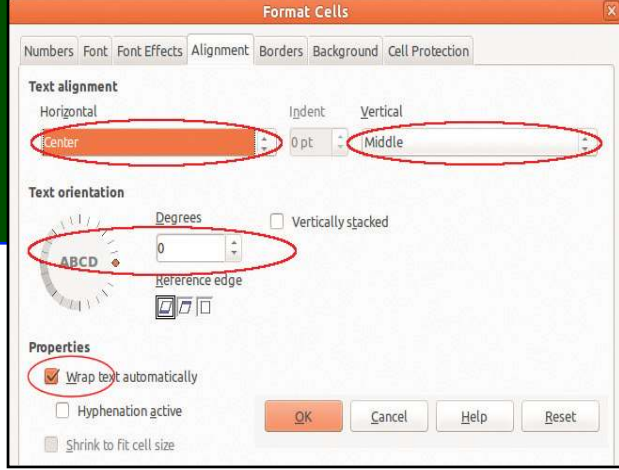 Format Cells
Numbers Font Font Effects Alignment Borders Background Cell Protection
Text alignment
Horizontal Indent Vertical
Center 0 pt Middle
Text orientation
Degrees Vertically stacked
0
ABCD
Reference edge
Properties
Wrap text automatically
Hyphenation active
OK Cancel Help Reset
Shrink to fit cell size